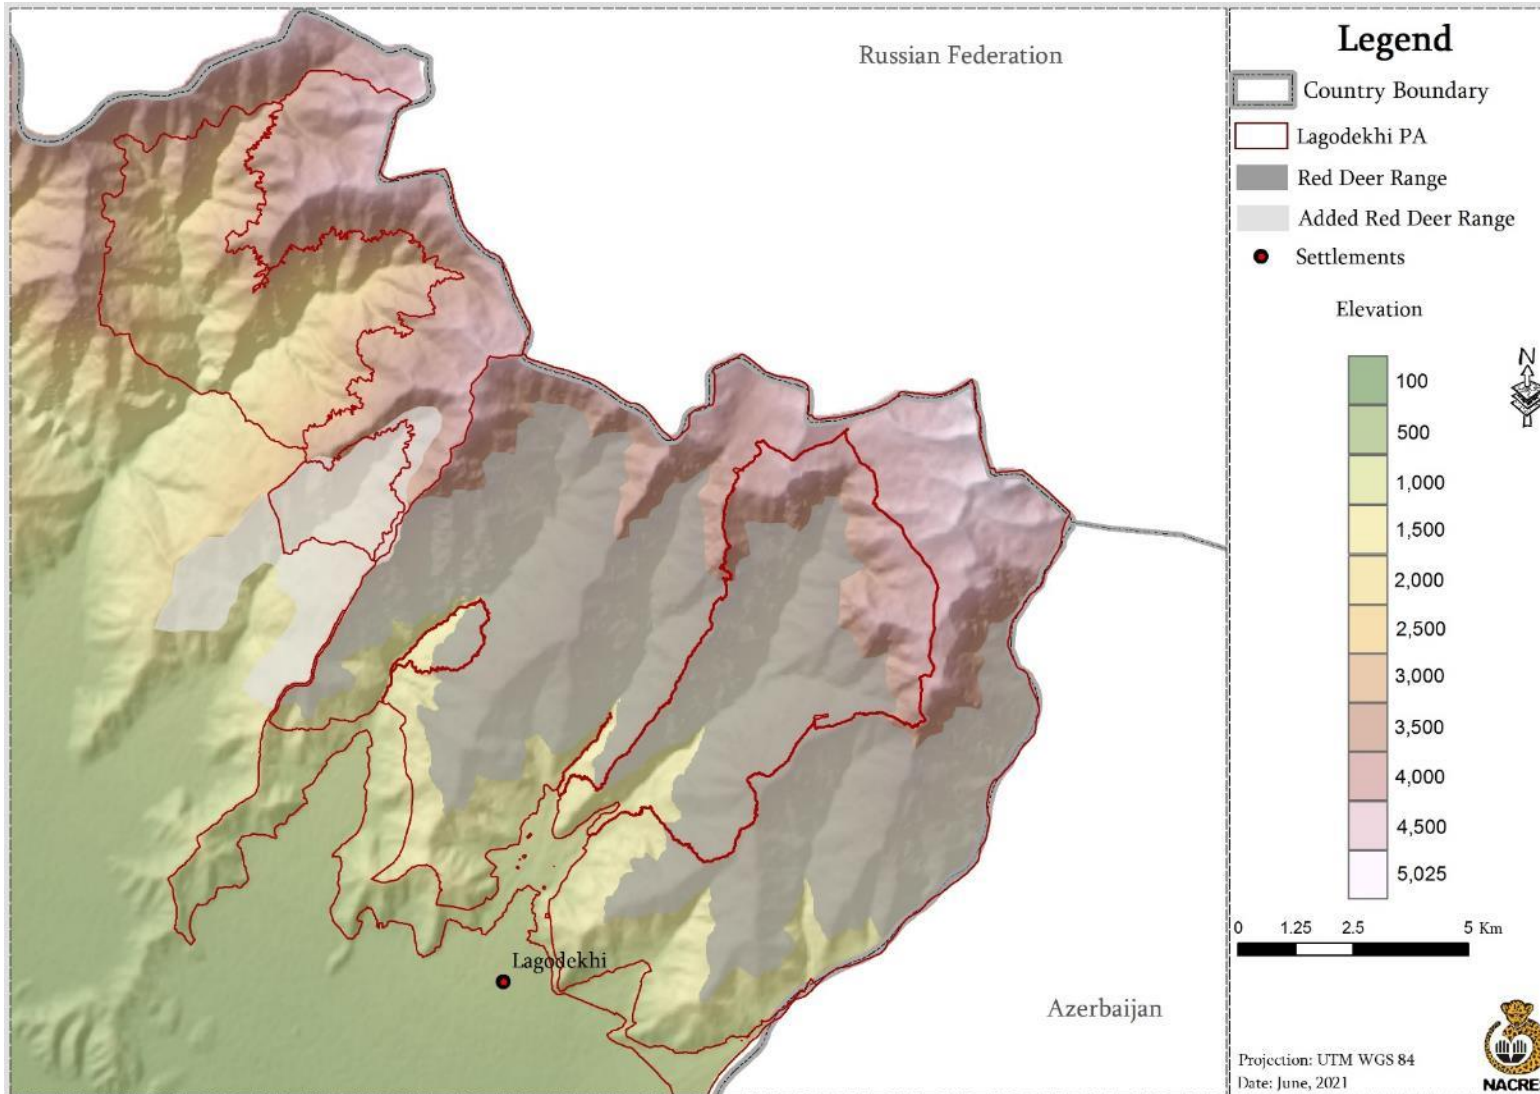 Russian Federation
Lagodekhi
Azerbaijan
Legend
Country Boundary
Lagodekhi PA
Red Deer Range
Added Red Deer Range
Settlements
Elevation
100
500
1,000
1,500
2,000
2,500
3,000
3,500
4,000
4,500
5,025
N
0 1.25 2.5 5 Km
Projection: UTM WGS 84
Date: June, 2021
NACRE